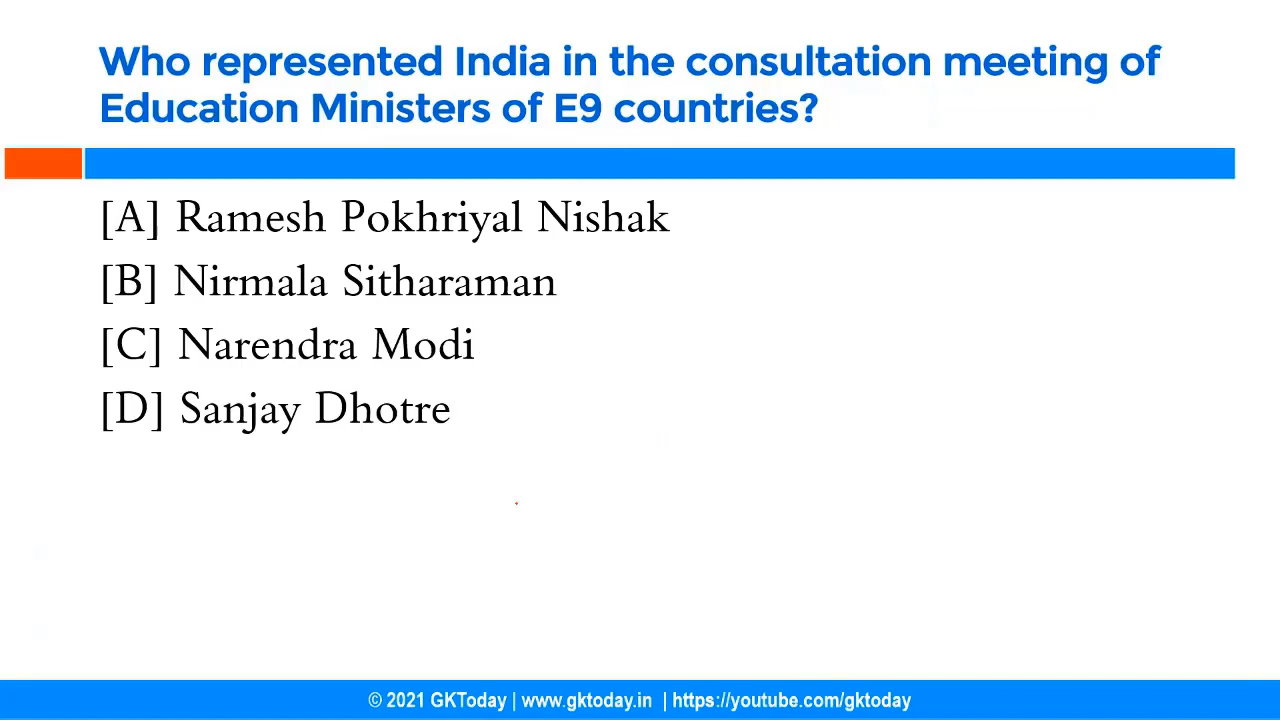 Who represented India in the consultation meeting of
Education Ministers of E9 countries?
[A] Ramesh Pokhriyal Nishak
[B] Nirmala Sitharaman
[C] Narendra Modi
[D] Sanjay Dhotre
© 2021 GKToday | www.gktoday.in | https://youtube.com/gktoday